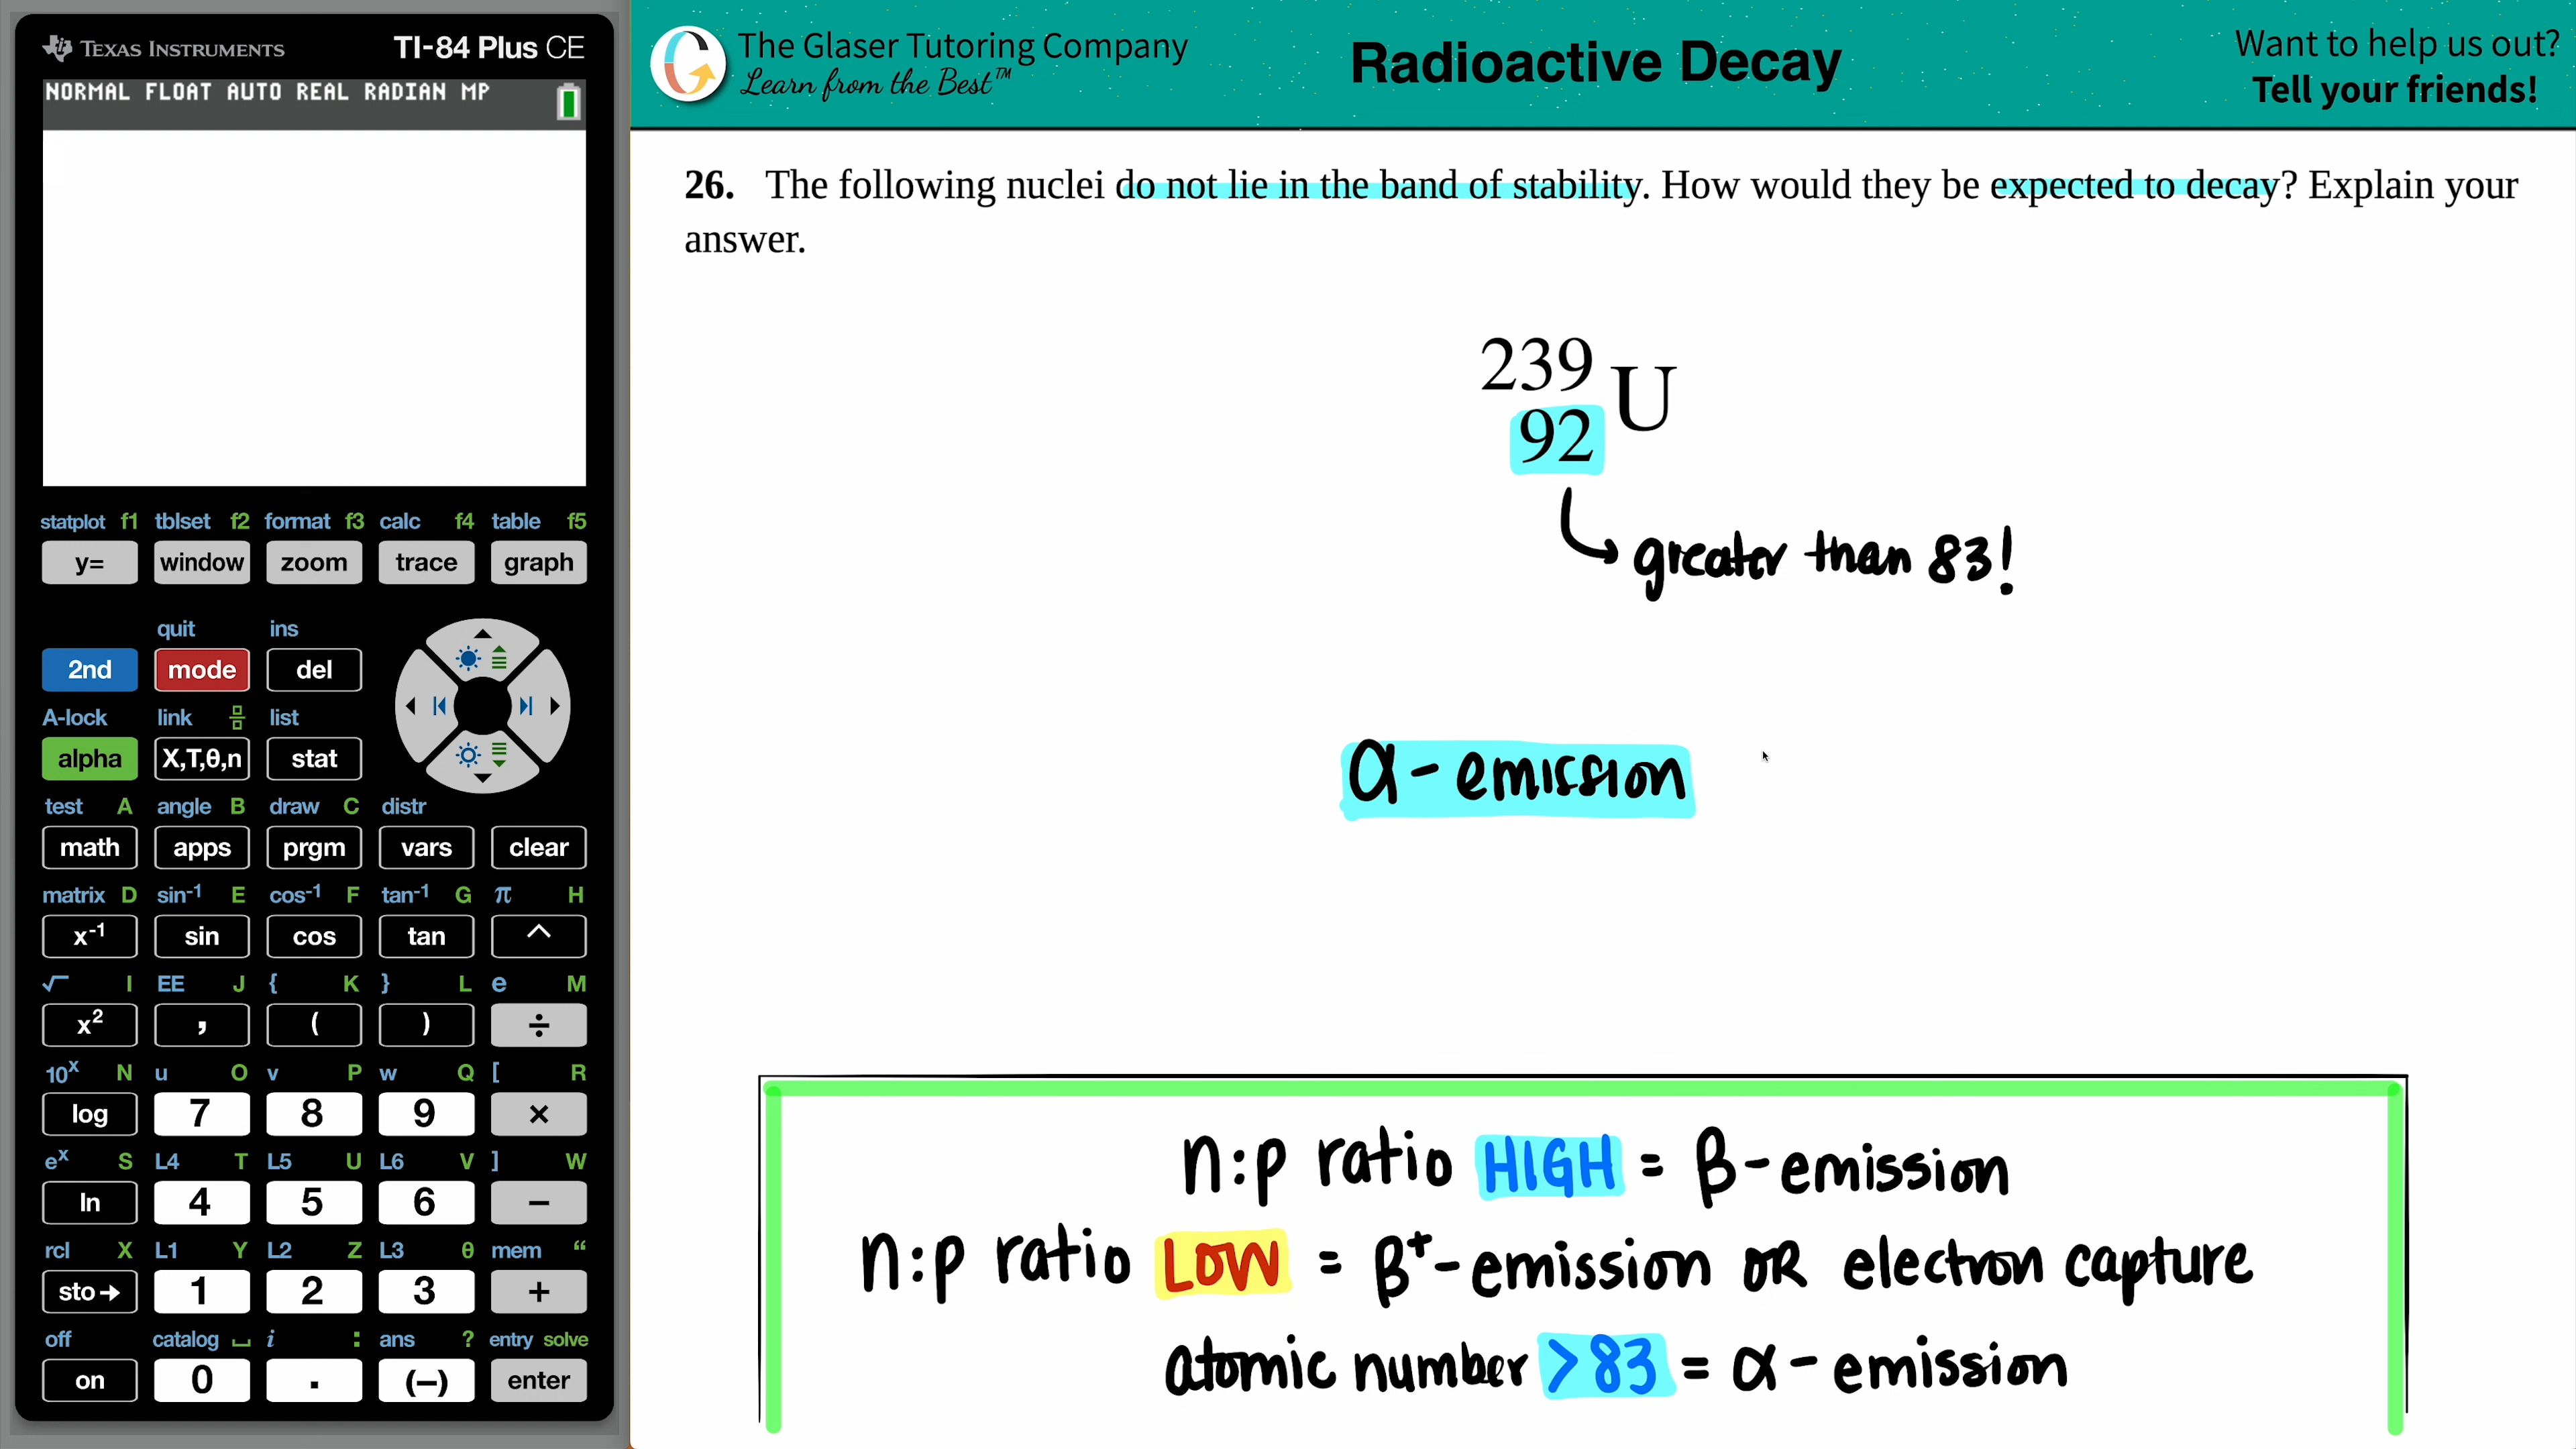 TEXAS INSTRUMENTS TI-84 Plus CE
NORMAL FLOAT AUTO REAL RADIAN MP
statplot f1 tblset f2 format f3 calc f4 table f5
y= window zoom trace graph
quit ins
2nd mode del
A-lock link list
alpha X,T,θ,n stat
test A angle B draw C distr
math apps prgm vars clear
matrix D sin⁻¹ E cos⁻¹ F tan⁻¹ G π H
x⁻¹ sin cos tan ^
√ I EE J { K } L e M
x² , ( ) ÷
10ˣ N u O v P w Q [ R
log 7 8 9 ×
eˣ S L4 T L5 U L6 V ] W
ln 4 5 6 −
rcl X L1 Y L2 Z L3 θ mem “
sto→ 1 2 3 +
off catalog ⎵ i : ans ? entry solve
on 0 . (–) enter
The Glaser Tutoring Company
Learn from the Best™
Radioactive Decay
Want to help us out?
Tell your friends!
26. The following nuclei do not lie in the band of stability. How would they be expected to decay? Explain your
answer.
239
92 U
greater than 83!
α - emission
n:p ratio HIGH = β-emission
n:p ratio LOW = β⁺-emission OR electron capture
atomic number >83 = α - emission